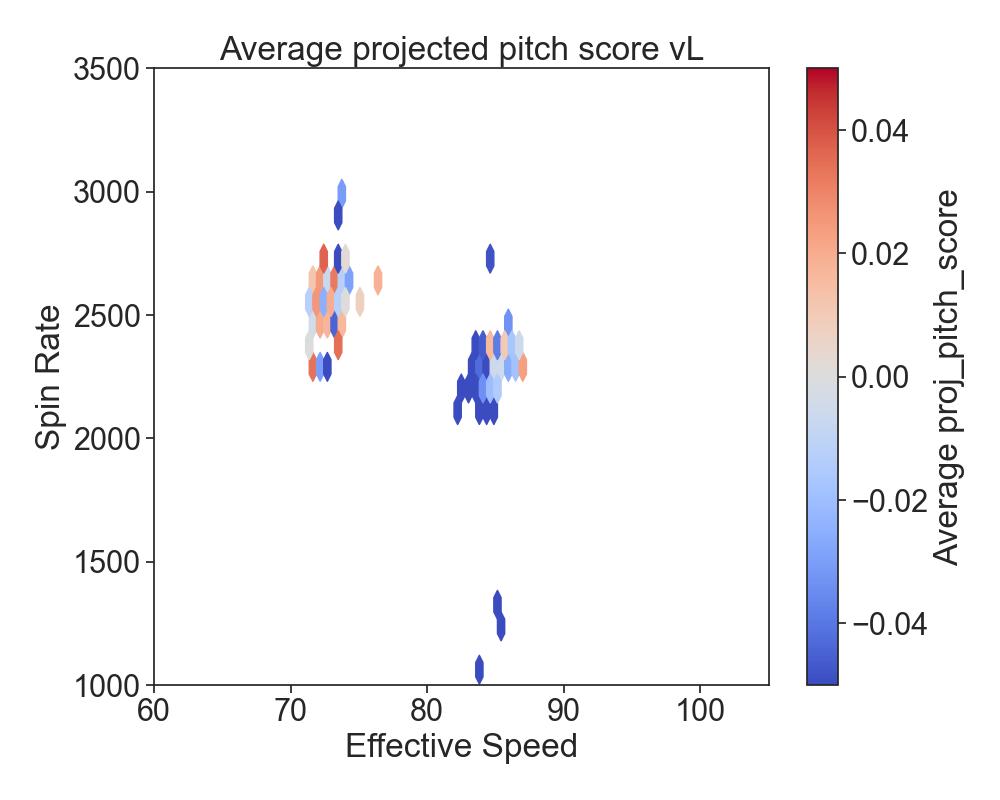 Average projected pitch score vL
3500
3000
2500
2000
1500
1000
Spin Rate
60 70 80 90 100
Effective Speed
0.04
0.02
0.00
−0.02
−0.04
Average proj_pitch_score